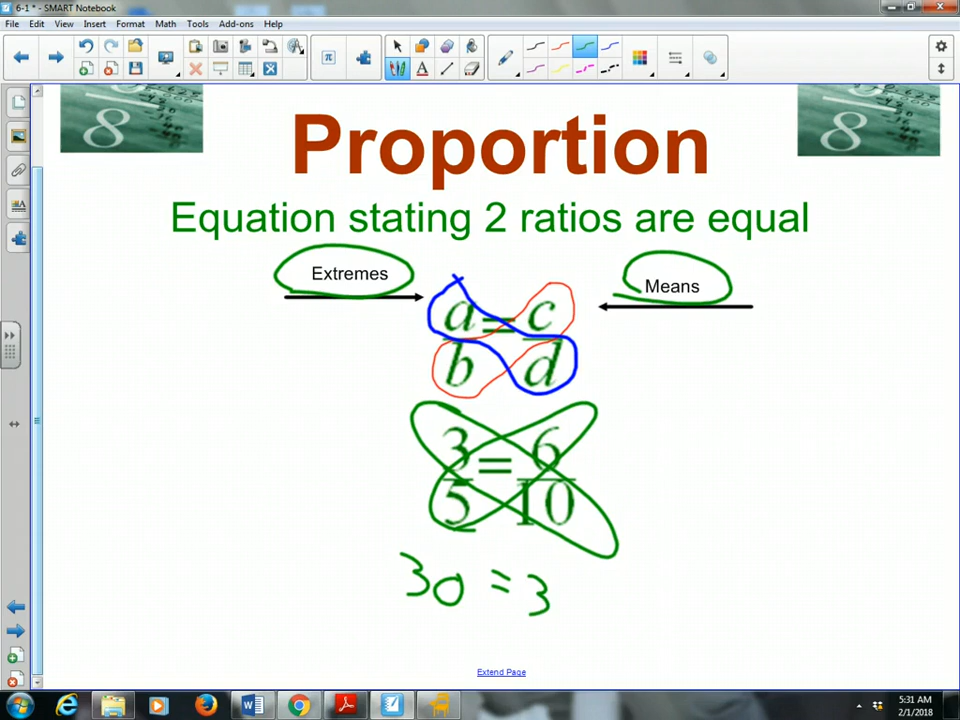 6-1 * - SMART Notebook
File Edit View Insert Format Math Tools Add-ons Help
Proportion
Equation stating 2 ratios are equal
Extremes
Means
a = c
b d
3 = 6
5 10
30 = 3
Extend Page
5:31 AM
2/1/2018